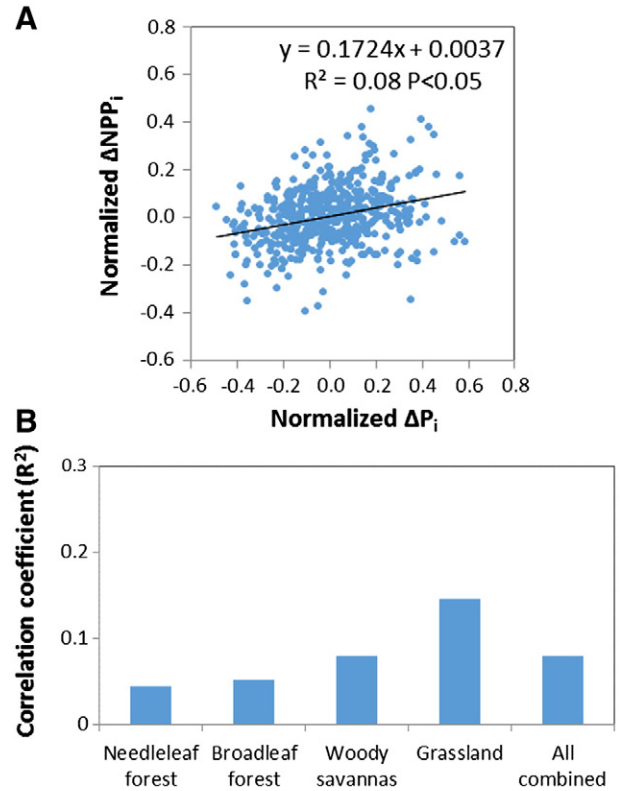 A
y = 0.1724x + 0.0037
R² = 0.08 P<0.05
Normalized ΔNPPᵢ
0.8
0.6
0.4
0.2
0.0
-0.2
-0.4
-0.6
-0.6 -0.4 -0.2 0.0 0.2 0.4 0.6 0.8
Normalized ΔPᵢ
B
Correlation coefficient (R²)
0.3
0.2
0.1
0
Needleleaf forest
Broadleaf forest
Woody savannas
Grassland
All combined